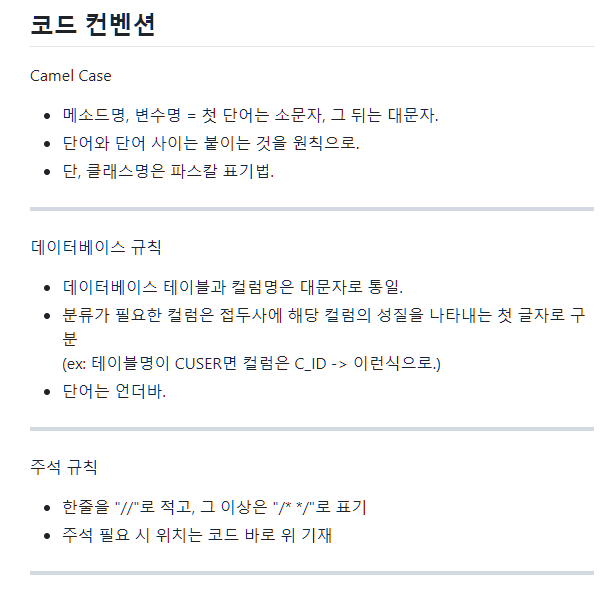 코드 컨벤션
Camel Case
메소드명, 변수명 = 첫 단어는 소문자, 그 뒤는 대문자.
단어와 단어 사이는 붙이는 것을 원칙으로.
단, 클래스명은 파스칼 표기법.
데이터베이스 규칙
데이터베이스 테이블과 컬럼명은 대문자로 통일.
분류가 필요한 컬럼은 접두사에 해당 컬럼의 성질을 나타내는 첫 글자로 구
분
(ex: 테이블명이 CUSER면 컬럼은 C_ID -> 이런식으로.)
단어는 언더바.
주석 규칙
한줄을 "//"로 적고, 그 이상은 "/* */"로 표기
주석 필요 시 위치는 코드 바로 위 기재